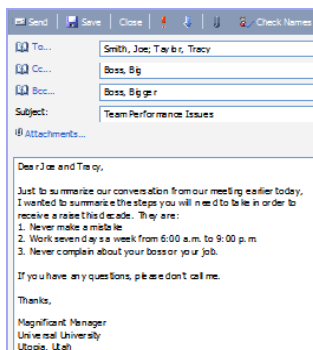 Send Save Close Check Names
To... Smith, Joe; Taylor, Tracy
Cc... Boss, Big
Bcc... Boss, Bigger
Subject: Team Performance Issues
Attachments...
Dear Joe and Tracy,
Just to summarize our conversation from our meeting earlier today,
I wanted to summarize the steps you will need to take in order to
receive a raise this decade. They are:
1. Never make a mistake
2. Work seven days a week from 6:00 a.m. to 9:00 p.m
3. Never complain about your boss or your job.
If you have any questions, please don't call me.
Thanks,
Magnificant Manager
Universal University
Utopia, Utah